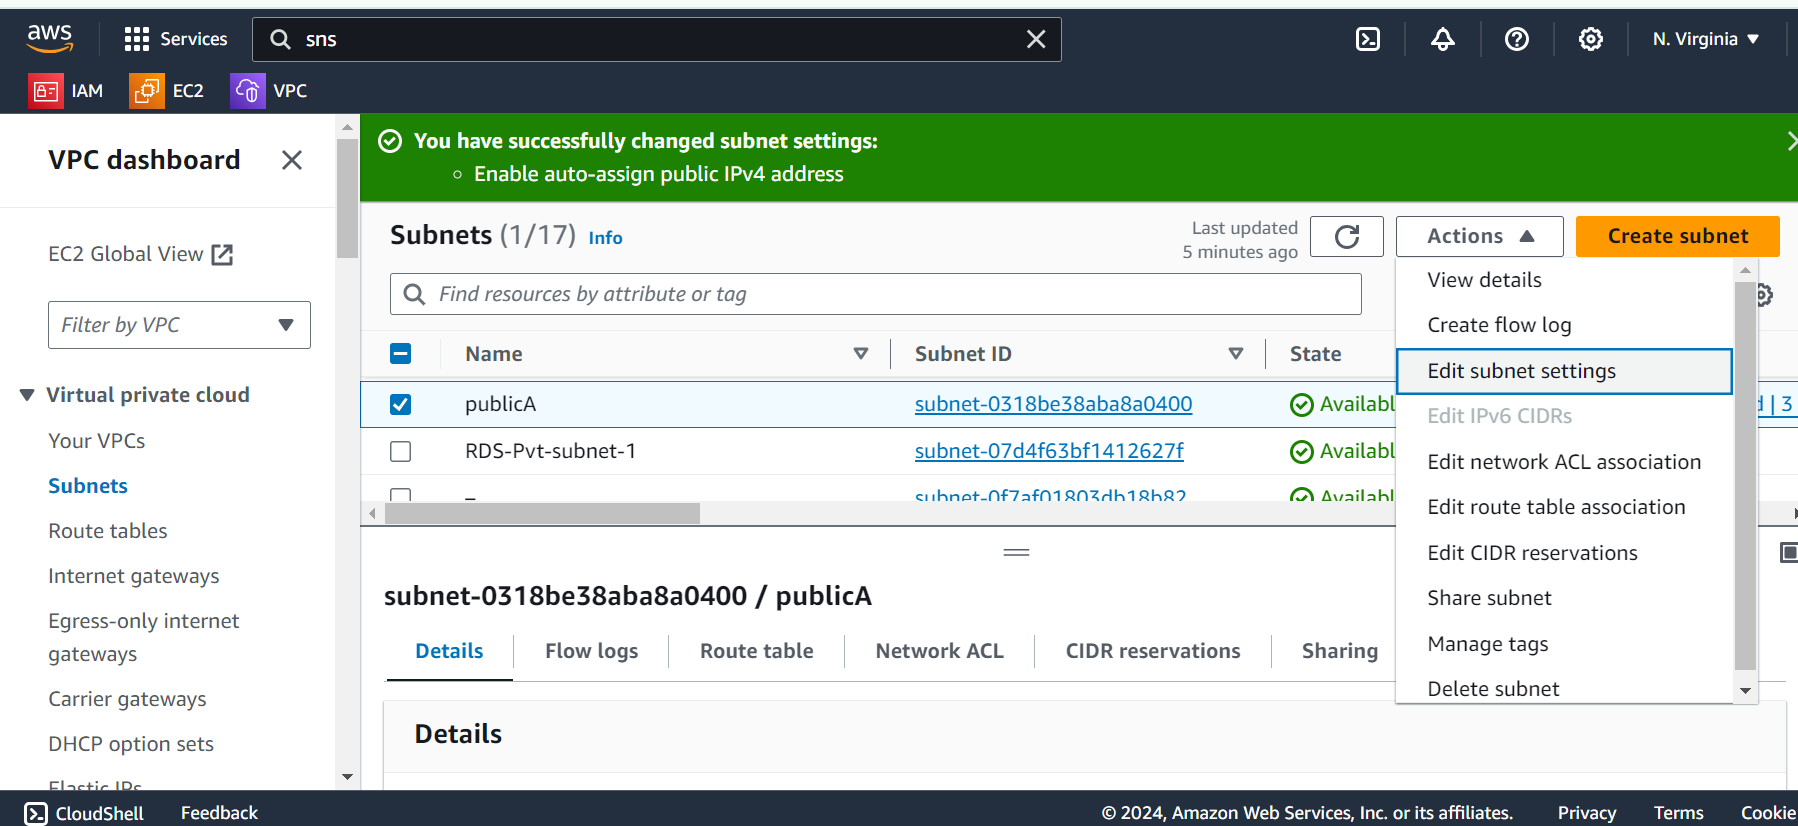 aws
Services
sns
N. Virginia
IAM
EC2
VPC
VPC dashboard
EC2 Global View
Filter by VPC
Virtual private cloud
Your VPCs
Subnets
Route tables
Internet gateways
Egress-only internet
gateways
Carrier gateways
DHCP option sets
Elastic IPs
You have successfully changed subnet settings:
Enable auto-assign public IPv4 address
Subnets (1/17) Info
Last updated
5 minutes ago
Actions
Create subnet
Find resources by attribute or tag
Name
Subnet ID
State
publicA
subnet-0318be38aba8a0400
Availabl
d | 3
RDS-Pvt-subnet-1
subnet-07d4f63bf1412627f
Availabl
–
subnet-0f7af01803db18b82
Availabl
View details
Create flow log
Edit subnet settings
Edit IPv6 CIDRs
Edit network ACL association
Edit route table association
Edit CIDR reservations
Share subnet
Manage tags
Delete subnet
subnet-0318be38aba8a0400 / publicA
Details
Flow logs
Route table
Network ACL
CIDR reservations
Sharing
Details
CloudShell
Feedback
© 2024, Amazon Web Services, Inc. or its affiliates.
Privacy
Terms
Cookie